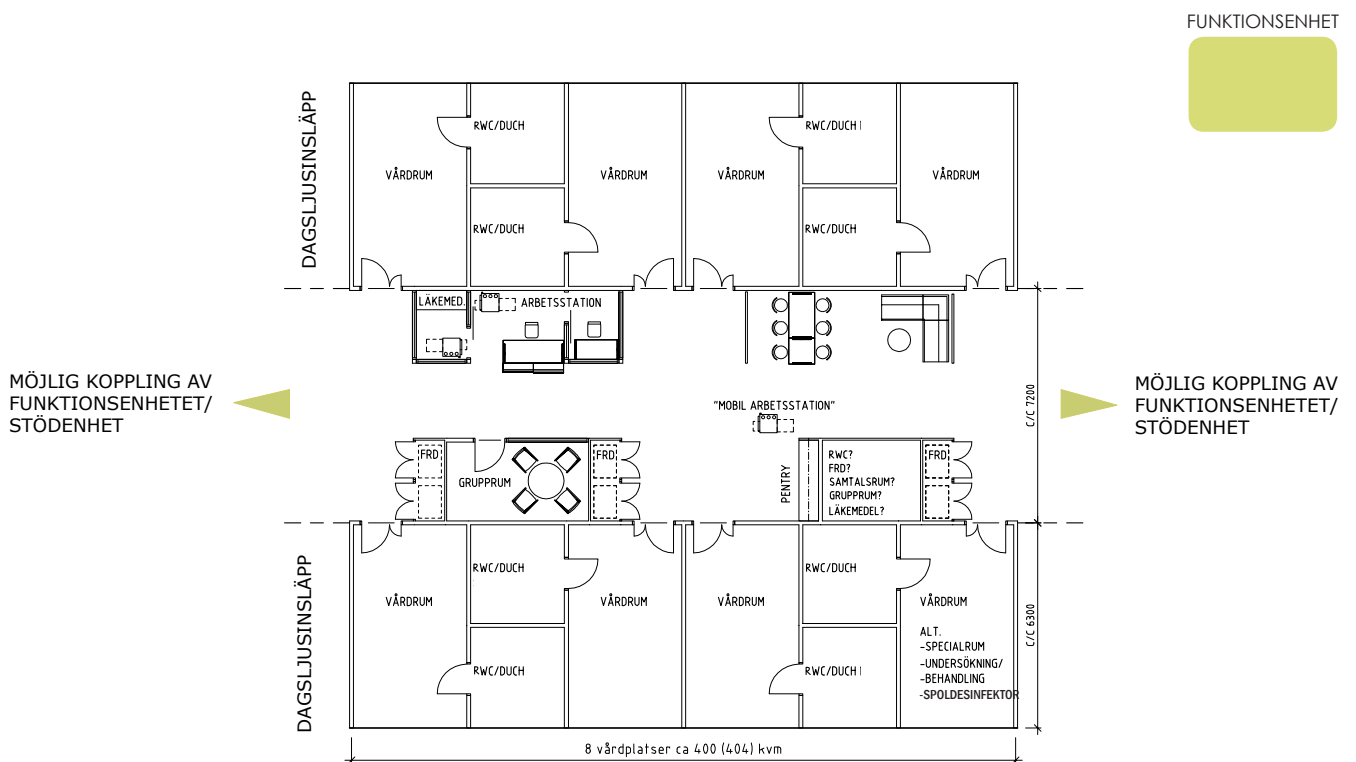 FUNKTIONSENHET
DAGSLJUSINSLÄPP
RWC/DUCH
RWC/DUCH
VÅRDRUM
VÅRDRUM
VÅRDRUM
VÅRDRUM
RWC/DUCH
RWC/DUCH
LÄKEMED.
ARBETSSTATION
MÖJLIG KOPPLING AV
FUNKTIONSENHETET/
STÖDENHET
"MOBIL ARBETSSTATION"
C/C 7200
MÖJLIG KOPPLING AV
FUNKTIONSENHETET/
STÖDENHET
FRD
GRUPPRUM
FRD
PENTRY
RWC?
FRD?
SAMTALSRUM?
GRUPPRUM?
LÄKEMEDEL?
FRD
DAGSLJUSINSLÄPP
RWC/DUCH
RWC/DUCH
VÅRDRUM
VÅRDRUM
VÅRDRUM
VÅRDRUM
ALT.
-SPECIALRUM
-UNDERSÖKNING/
-BEHANDLING
-SPOLDESINFEKTOR
C/C 6300
RWC/DUCH
RWC/DUCH
8 vårdplatser ca 400 (404) kvm